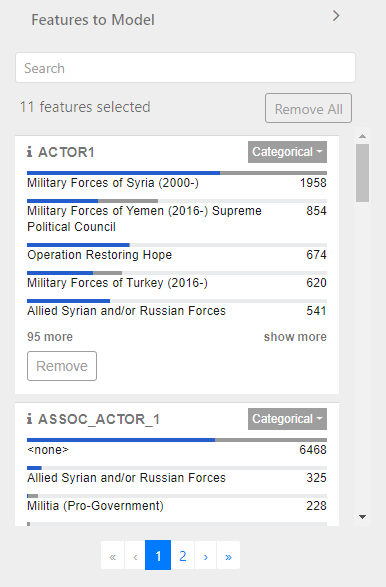 Features to Model
Search
11 features selected
Remove All
ACTOR1
Categorical
Military Forces of Syria (2000-) 1958
Military Forces of Yemen (2016-) Supreme 854
Political Council
Operation Restoring Hope 674
Military Forces of Turkey (2016-) 620
Allied Syrian and/or Russian Forces 541
95 more show more
Remove
ASSOC_ACTOR_1
Categorical
<none> 6468
Allied Syrian and/or Russian Forces 325
Militia (Pro-Government) 228
« ‹ 1 2 › »